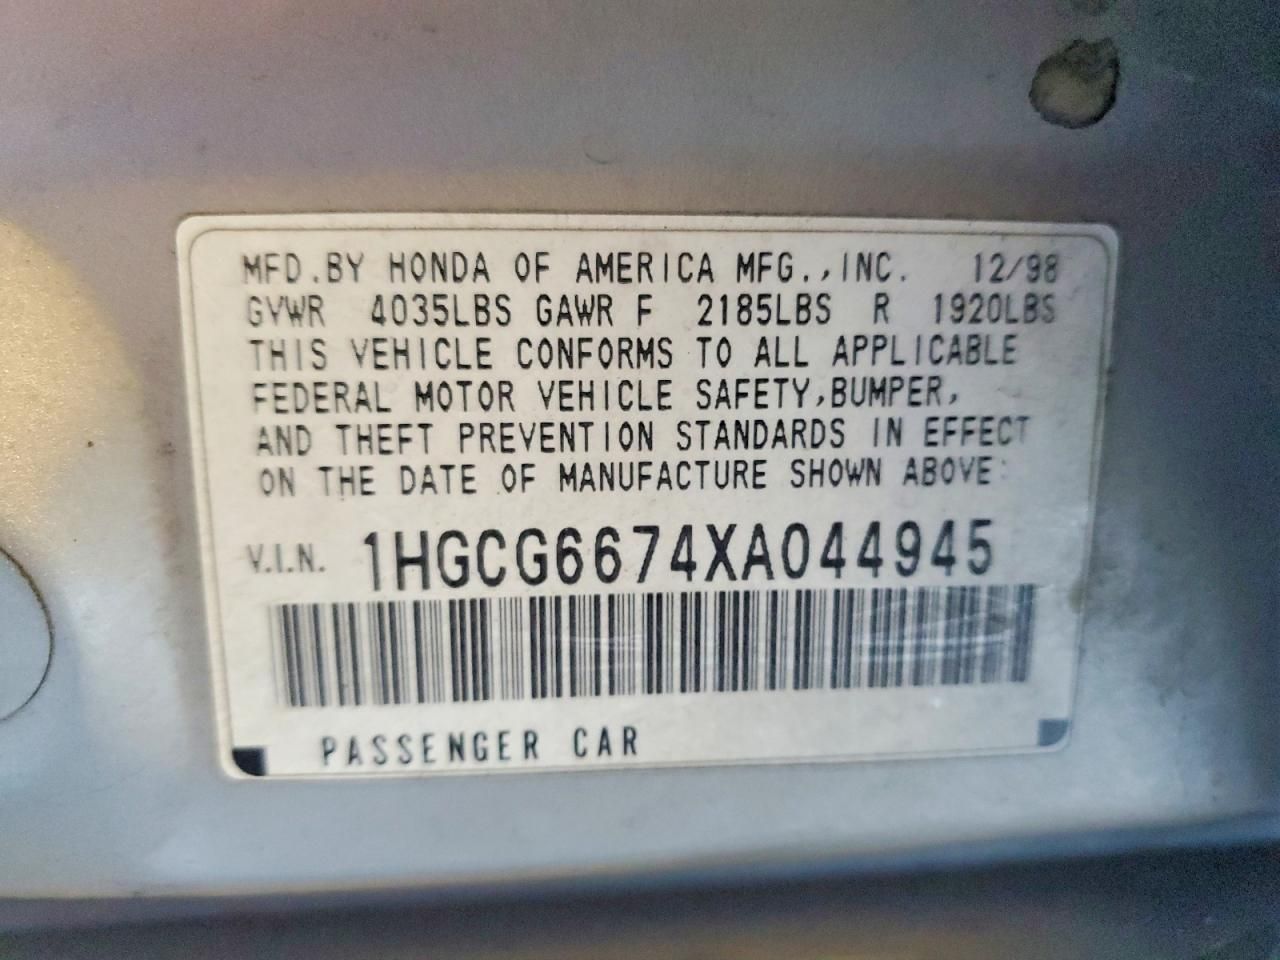 MFD.BY HONDA OF AMERICA MFG.,INC. 12/98
GVWR 4035LBS GAWR F 2185LBS R 1920LBS
THIS VEHICLE CONFORMS TO ALL APPLICABLE
FEDERAL MOTOR VEHICLE SAFETY,BUMPER,
AND THEFT PREVENTION STANDARDS IN EFFECT
ON THE DATE OF MANUFACTURE SHOWN ABOVE:
V.I.N. 1HGCG6674XA044945
PASSENGER CAR